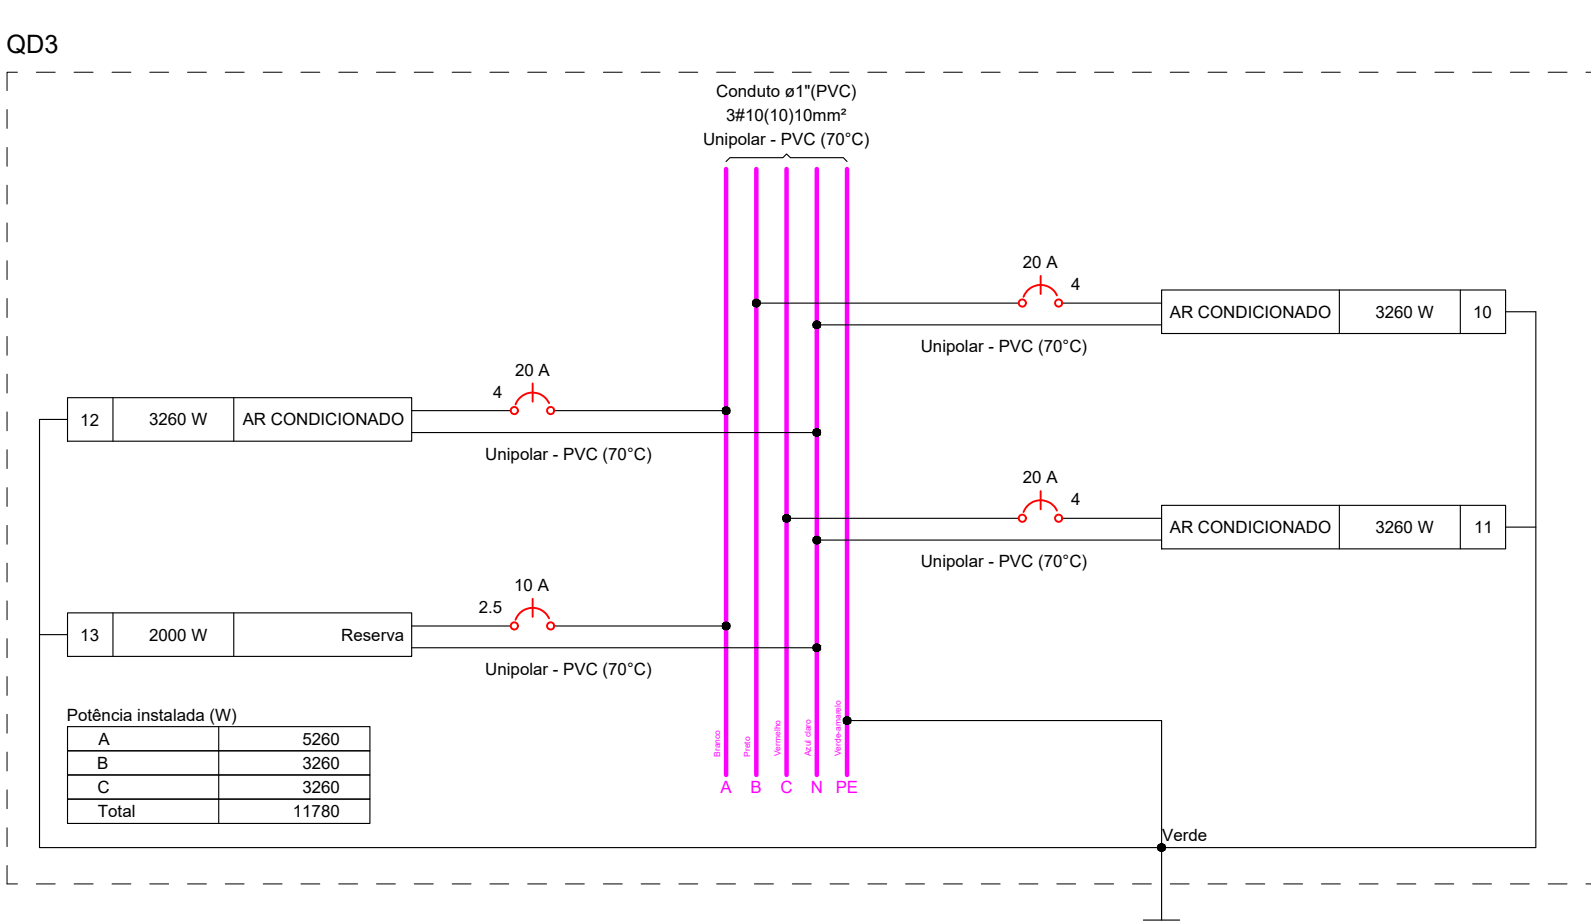 QD3
Conduto ø1"(PVC)
3#10(10)10mm²
Unipolar - PVC (70°C)
20 A
4
AR CONDICIONADO 3260 W 10
Unipolar - PVC (70°C)
20 A
4
12 3260 W AR CONDICIONADO
Unipolar - PVC (70°C)
20 A
4
AR CONDICIONADO 3260 W 11
Unipolar - PVC (70°C)
10 A
2.5
13 2000 W Reserva
Unipolar - PVC (70°C)
Potência instalada (W)
A 5260
B 3260
C 3260
Total 11780
Branco
Preto
Vermelho
Azul claro
Verde-amarelo
A B C N PE
Verde